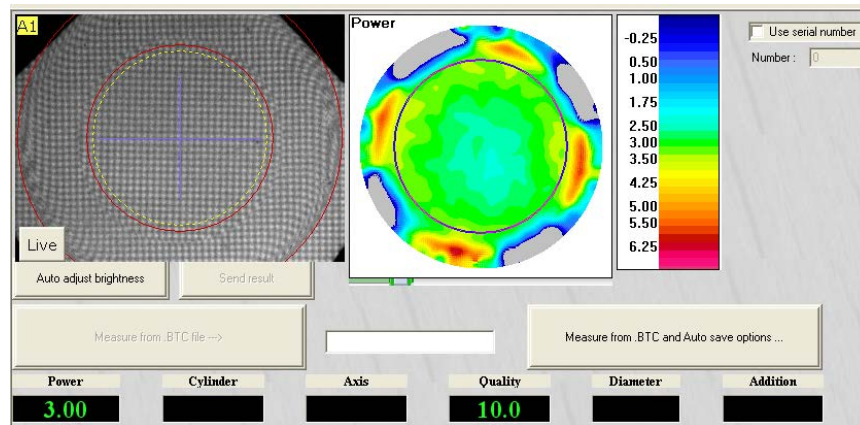 A1
Live
Power
-0.25
0.50
1.00
1.75
2.50
3.00
3.50
4.25
5.00
5.50
6.25
Use serial number
Number :
0
Auto adjust brightness
Send result
Measure from .BTC file --->
Measure from .BTC and Auto save options ...
Power Cylinder Axis Quality Diameter Addition
3.00 10.0